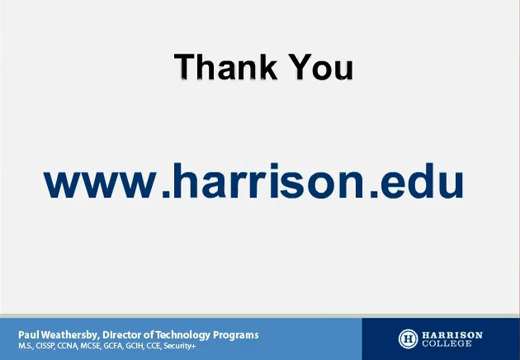 Thank You
www.harrison.edu
Paul Weathersby, Director of Technology Programs
M.S., CISSP, CCNA, MCSE, GCFA, GCIH, CCE, Security+
H HARRISON
COLLEGE